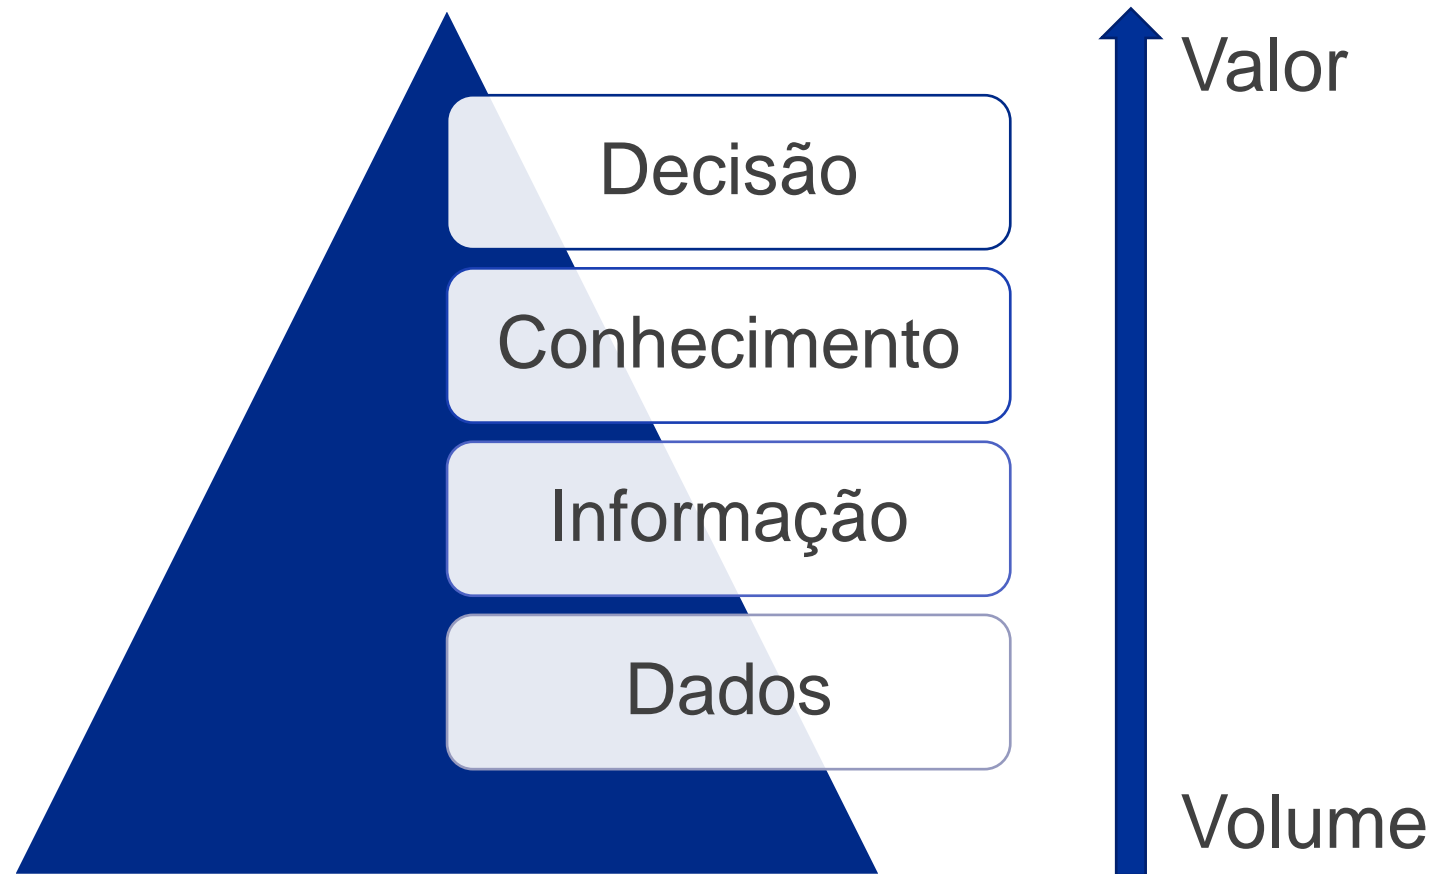 Valor
Decisão
Conhecimento
Informação
Dados
Volume